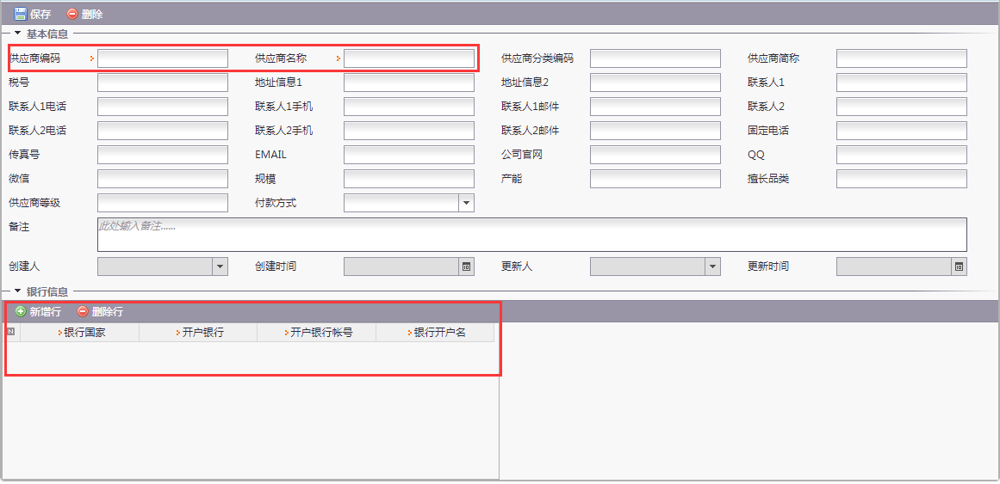 保存 删除
基本信息
供应商编码 供应商名称 供应商分类编码 供应商简称
税号 地址信息1 地址信息2 联系人1
联系人1电话 联系人1手机 联系人1邮件 联系人2
联系人2电话 联系人2手机 联系人2邮件 固定电话
传真号 EMAIL 公司官网 QQ
微信 规模 产能 擅长品类
供应商等级 付款方式
备注 此处输入备注......
创建人 创建时间 更新人 更新时间
银行信息
新增行 删除行
N 银行国家 开户银行 开户银行帐号 银行开户名